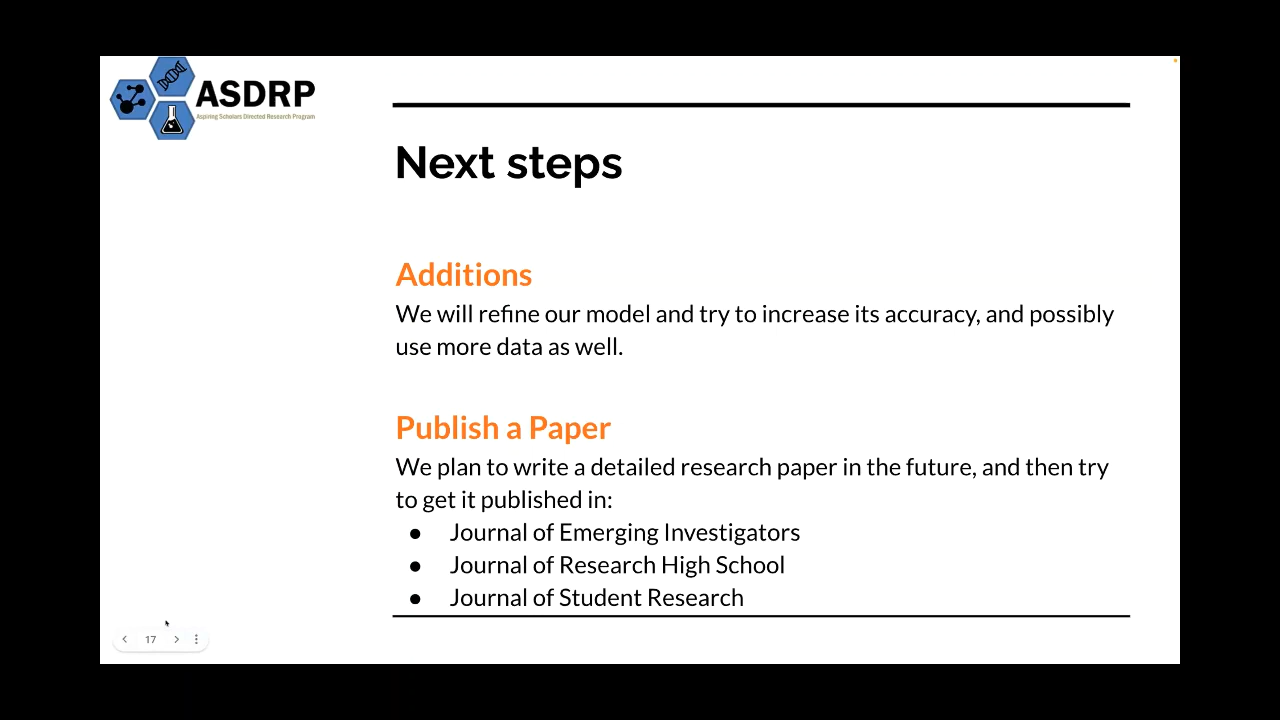 ASDRP
Aspiring Scholars Directed Research Program
Next steps
Additions
We will refine our model and try to increase its accuracy, and possibly
use more data as well.
Publish a Paper
We plan to write a detailed research paper in the future, and then try
to get it published in:
● Journal of Emerging Investigators
● Journal of Research High School
● Journal of Student Research
17